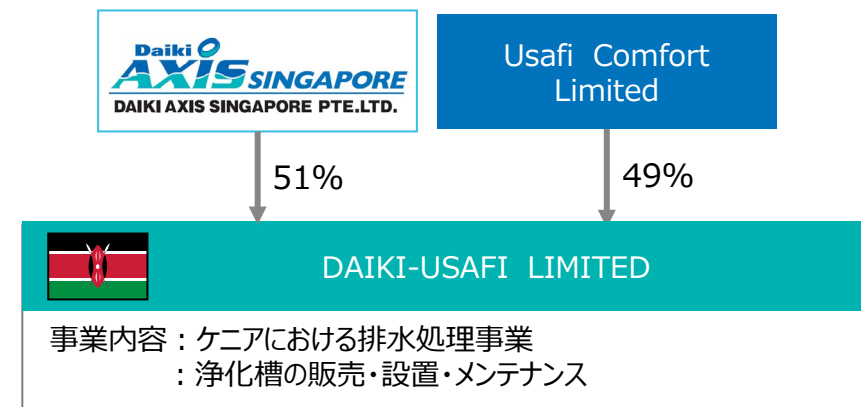 Daiki
AXIS SINGAPORE
DAIKI AXIS SINGAPORE PTE.LTD.
Usafi Comfort
Limited
51%
49%
DAIKI-USAFI LIMITED
事業内容：ケニアにおける排水処理事業
：浄化槽の販売・設置・メンテナンス